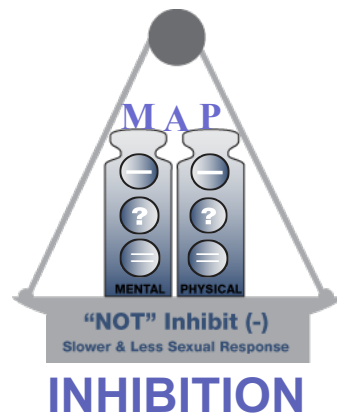 MAP
– –
? ?
= =
MENTAL PHYSICAL
“NOT” Inhibit (-)
Slower & Less Sexual Response
INHIBITION